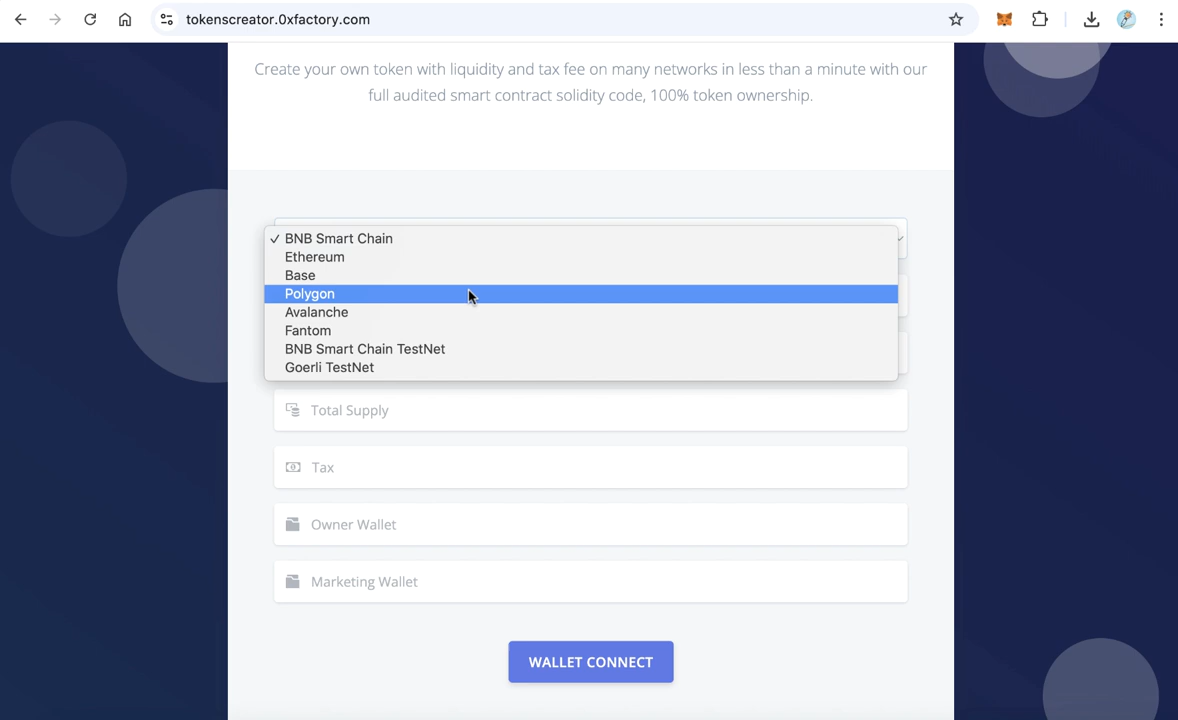 tokenscreator.0xfactory.com
Create your own token with liquidity and tax fee on many networks in less than a minute with our
full audited smart contract solidity code, 100% token ownership.
✓ BNB Smart Chain
Ethereum
Base
Polygon
Avalanche
Fantom
BNB Smart Chain TestNet
Goerli TestNet
Total Supply
Tax
Owner Wallet
Marketing Wallet
WALLET CONNECT